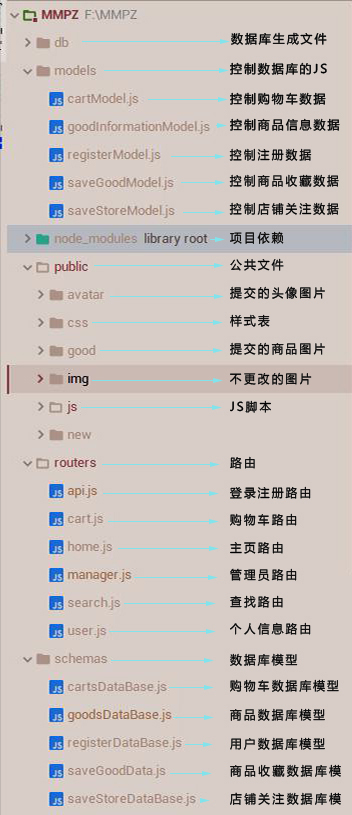 MMPZ F:\MMPZ
db 数据库生成文件
models 控制数据库的JS
cartModel.js 控制购物车数据
goodInformationModel.js 控制商品信息数据
registerModel.js 控制注册数据
saveGoodModel.js 控制商品收藏数据
saveStoreModel.js 控制店铺关注数据
node_modules library root 项目依赖
public 公共文件
avatar 提交的头像图片
css 样式表
good 提交的商品图片
img 不更改的图片
js JS脚本
new
routers 路由
api.js 登录注册路由
cart.js 购物车路由
home.js 主页路由
manager.js 管理员路由
search.js 查找路由
user.js 个人信息路由
schemas 数据库模型
cartsDataBase.js 购物车数据库模型
goodsDataBase.js 商品数据库模型
registerDataBase.js 用户数据库模型
saveGoodData.js 商品收藏数据库模
saveStoreDataBase.js 店铺关注数据库模